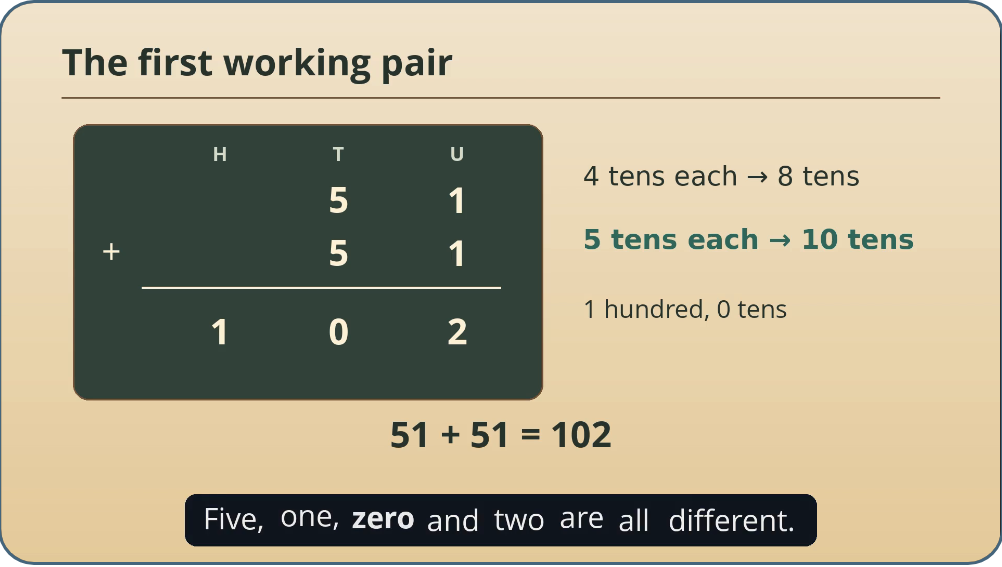 The first working pair
H T U
5 1
+ 5 1
1 0 2
4 tens each → 8 tens
5 tens each → 10 tens
1 hundred, 0 tens
51 + 51 = 102
Five, one, zero and two are all different.